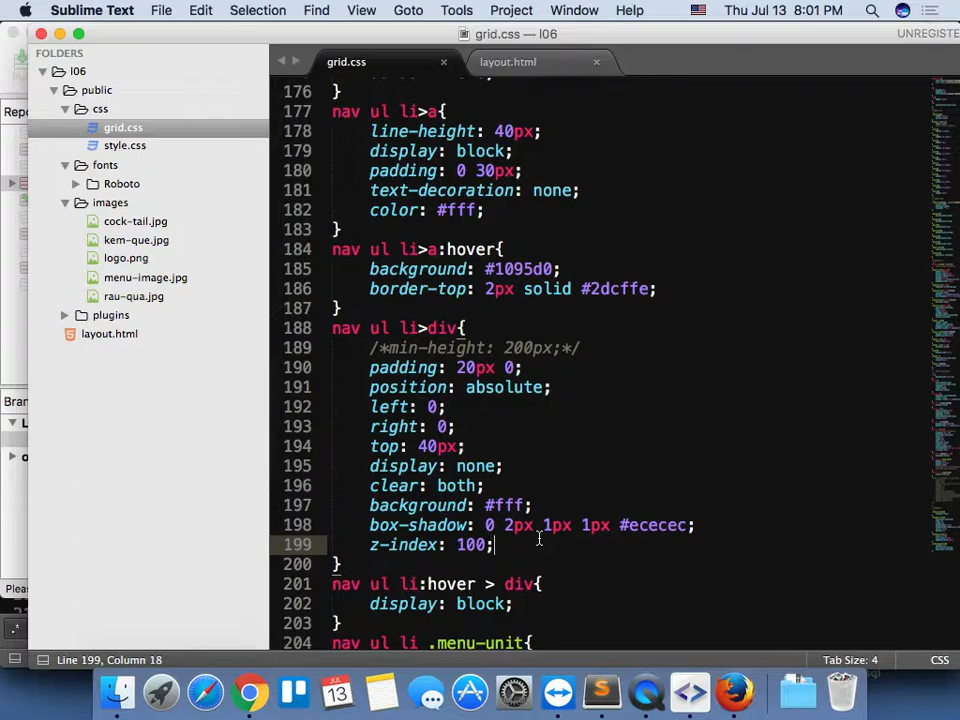 Sublime Text File Edit Selection Find View Goto Tools Project Window Help Thu Jul 13 8:01 PM
grid.css — l06
UNREGISTE
FOLDERS
l06
public
css
grid.css
style.css
fonts
Roboto
images
cock-tail.jpg
kem-que.jpg
logo.png
menu-image.jpg
rau-qua.jpg
plugins
layout.html
Repor
Bran
L
o
Pleas
.*
grid.css × layout.html ×
176 }
177 nav ul li>a{
178 line-height: 40px;
179 display: block;
180 padding: 0 30px;
181 text-decoration: none;
182 color: #fff;
183 }
184 nav ul li>a:hover{
185 background: #1095d0;
186 border-top: 2px solid #2dcffe;
187 }
188 nav ul li>div{
189 /*min-height: 200px;*/
190 padding: 20px 0;
191 position: absolute;
192 left: 0;
193 right: 0;
194 top: 40px;
195 display: none;
196 clear: both;
197 background: #fff;
198 box-shadow: 0 2px 1px 1px #ececec;
199 z-index: 100;
200 }
201 nav ul li:hover > div{
202 display: block;
203 }
204 nav ul li .menu-unit{
Line 199, Column 18 Tab Size: 4 CSS
JUL
13